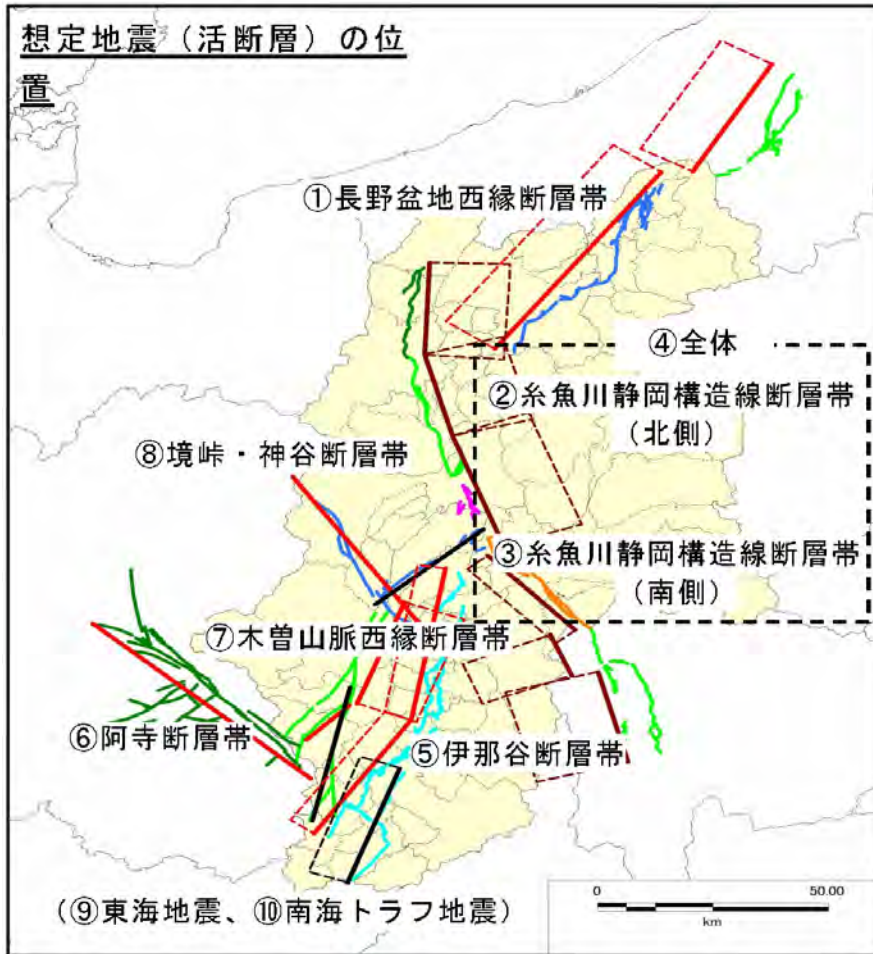 想定地震（活断層）の位
置
①長野盆地西縁断層帯
④全体
②糸魚川静岡構造線断層帯
（北側）
⑧境峠・神谷断層帯
③糸魚川静岡構造線断層帯
（南側）
⑦木曽山脈西縁断層帯
⑥阿寺断層帯
⑤伊那谷断層帯
（⑨東海地震、⑩南海トラフ地震）
0 50.00
km